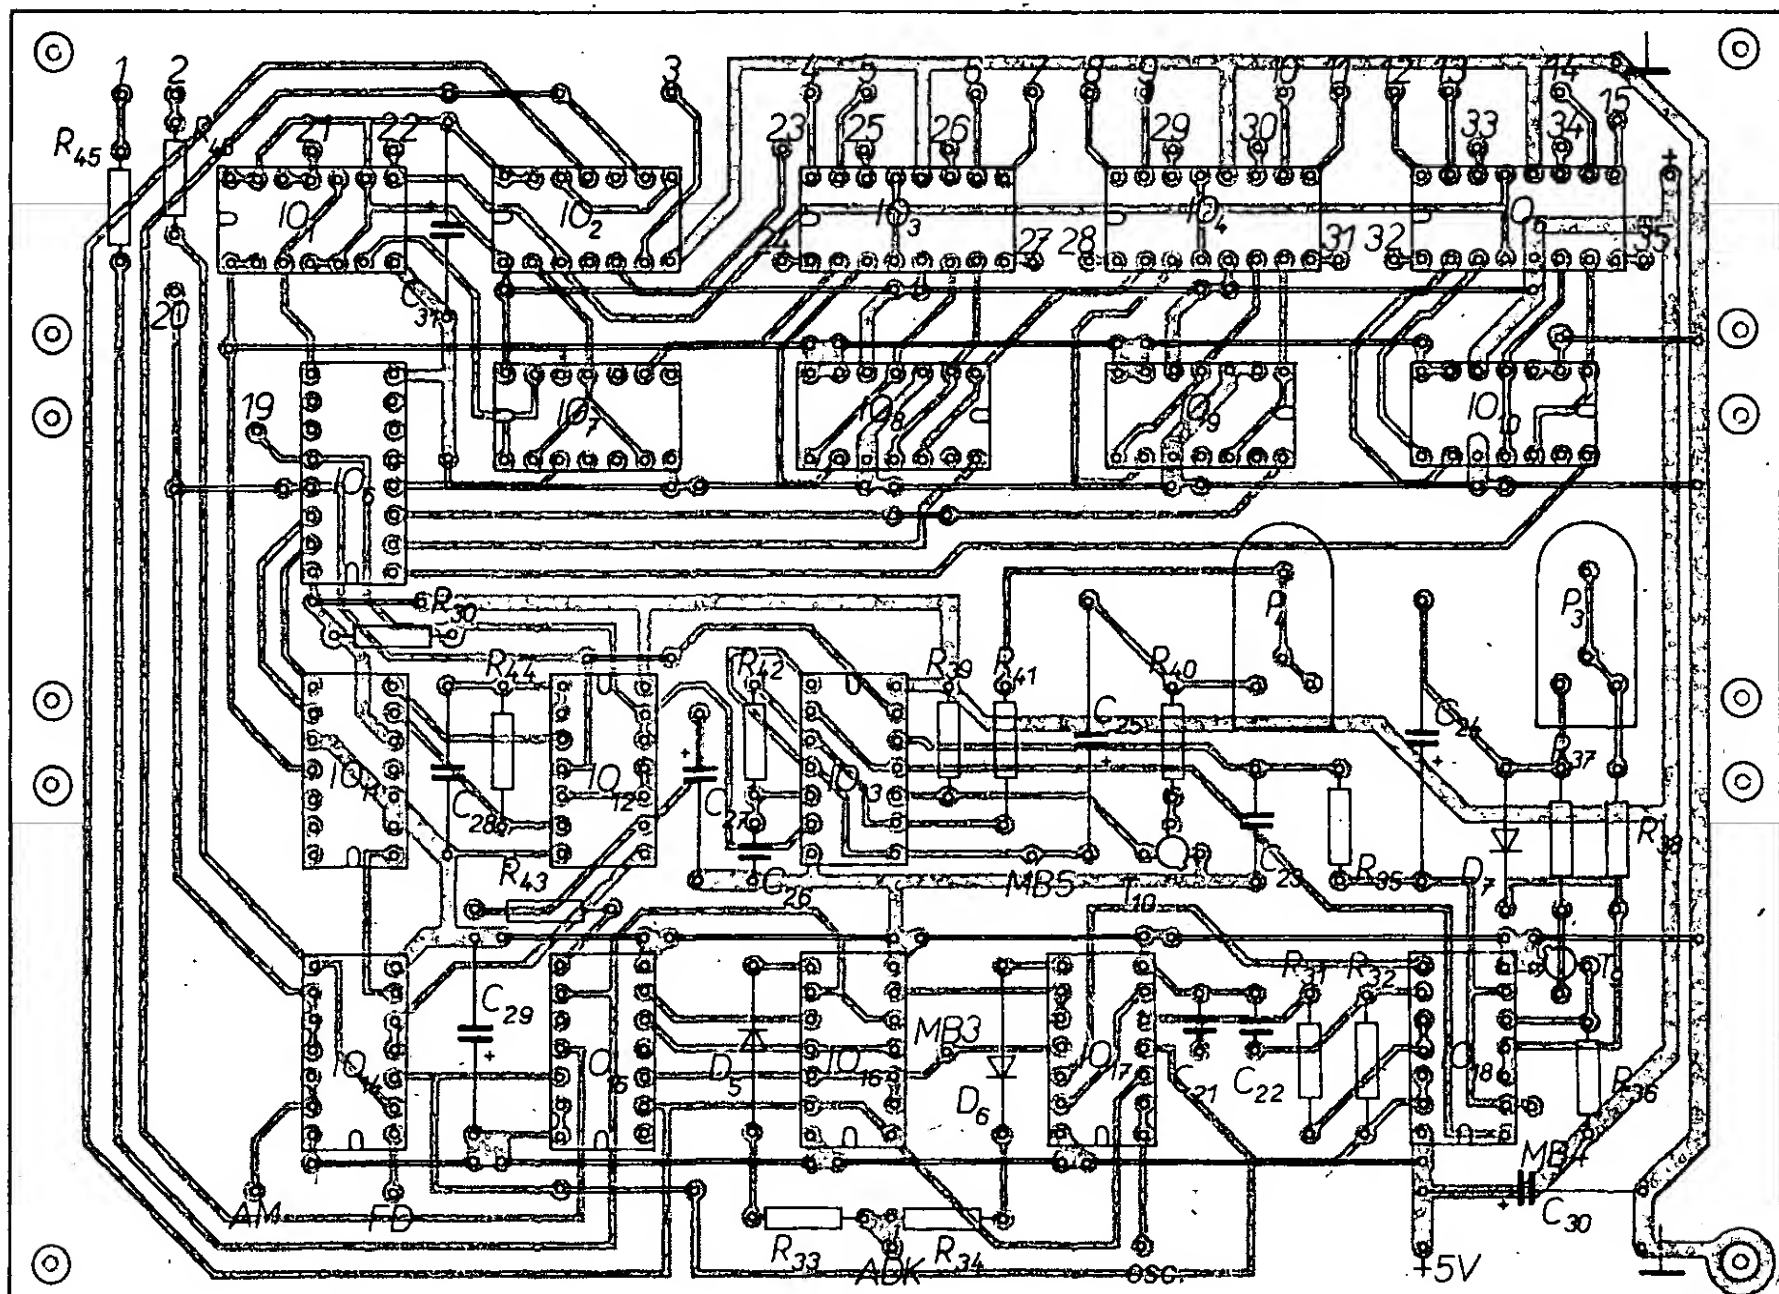 1 2 3 4 5 6 7 8 9 10 11 12 13 14 15
R45 R46 21 22 23 25 26 29 30 33 34 +
IO1 IO2 IO3 IO4
24 27 28 31 32 35
20 C37
19 IO7 IO8 IO9 IO10
R30 P4 P3
R44 R42 R39 R41 R40
C25 C24 R37
IO11 IO12 IO13
C28 C27 R38
R43 C26 MB5 T10 C23 R35 D7
C29 R31 R32
D5 IO16 MB3 IO17 IO18
IO15 D6 C21 C22 R36
MB4
AM FD C30
R33 ADK R34 OSC. +5V